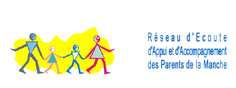 Réseau d'Ecoute
d'Appui et d'Accompagnement
des Parents de la Manche